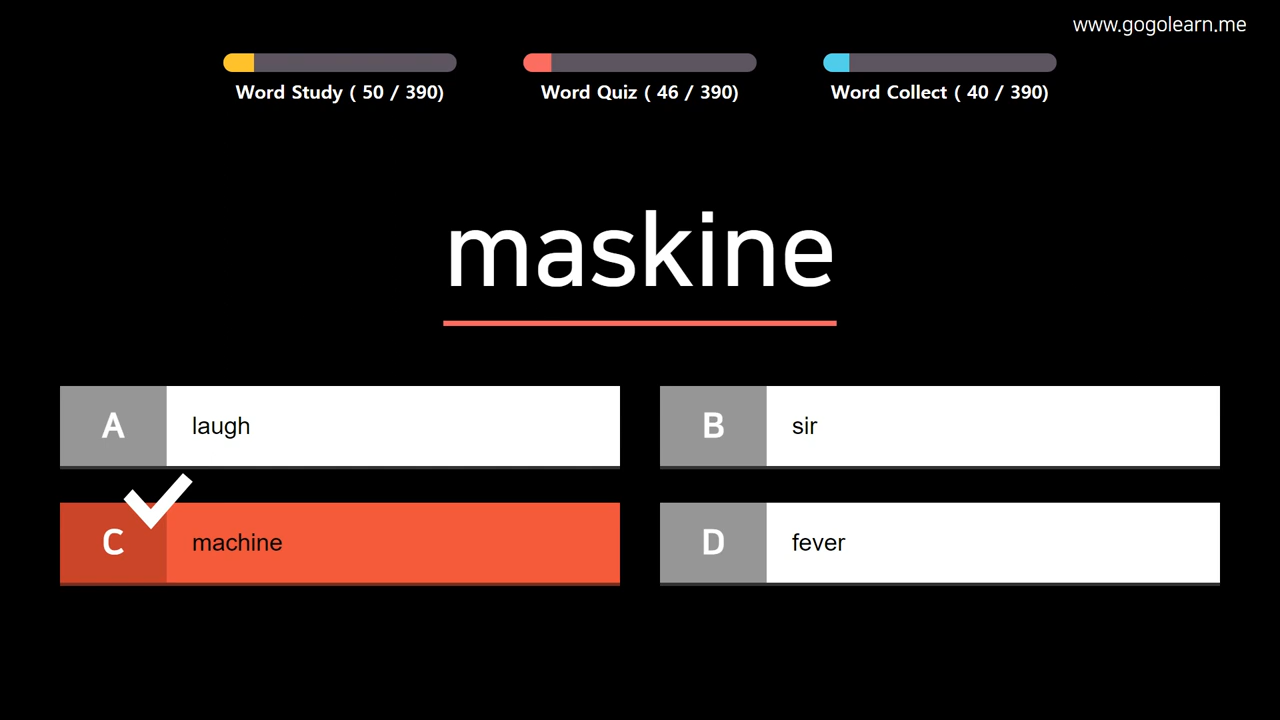 www.gogolearn.me
Word Study ( 50 / 390)
Word Quiz ( 46 / 390)
Word Collect ( 40 / 390)
maskine
A laugh
B sir
C machine
D fever